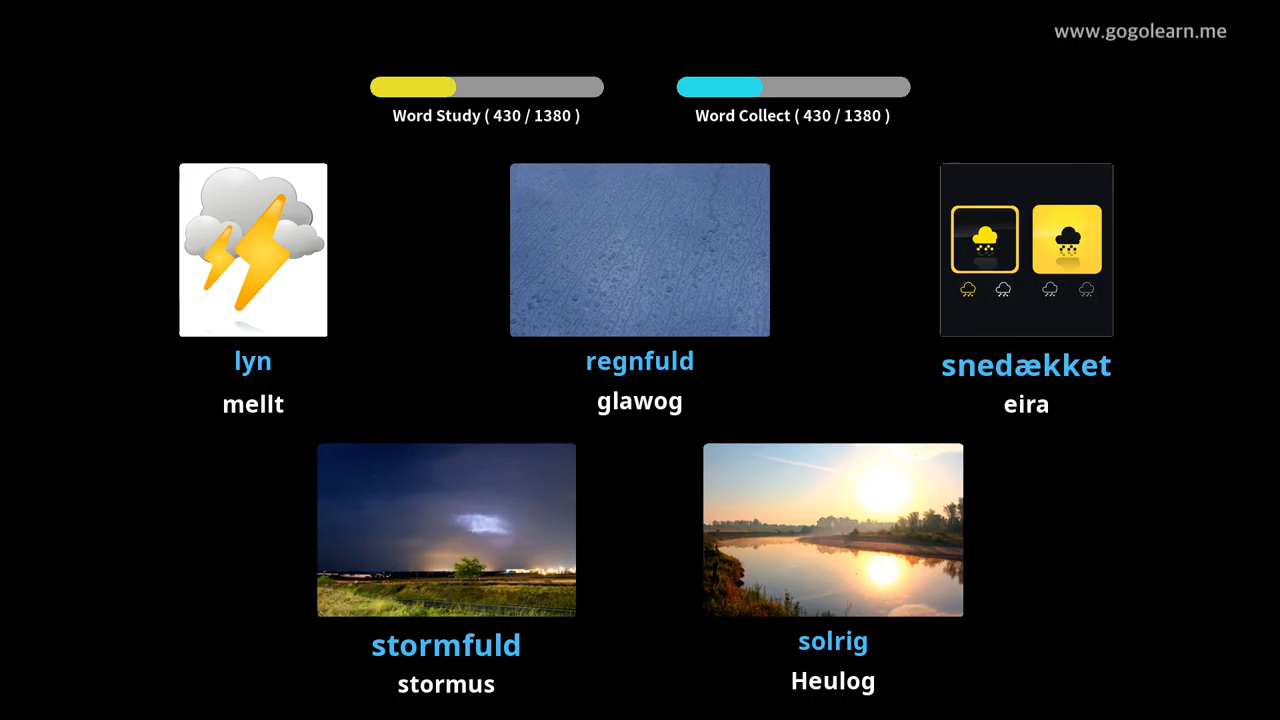 www.gogolearn.me
Word Study ( 430 / 1380 )
Word Collect ( 430 / 1380 )
lyn
mellt
regnfuld
glawog
snedækket
eira
stormfuld
stormus
solrig
Heulog